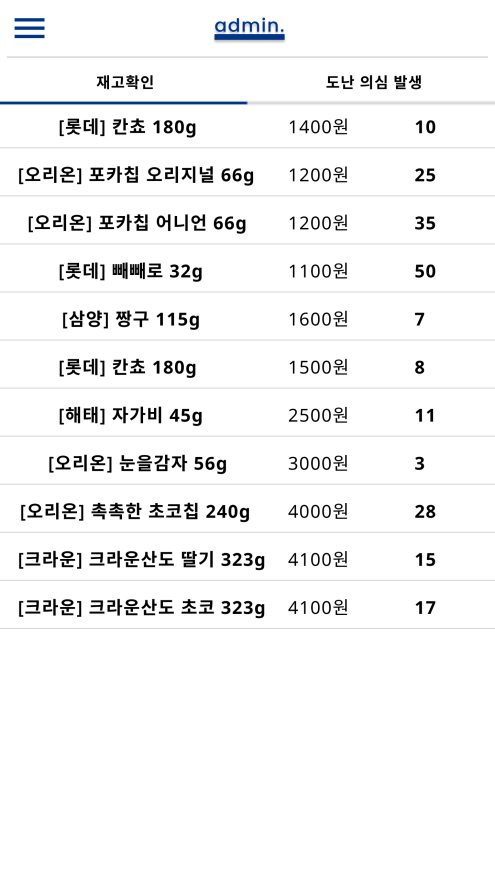 admin.
재고확인 도난 의심 발생
[롯데] 칸쵸 180g 1400원 10
[오리온] 포카칩 오리지널 66g 1200원 25
[오리온] 포카칩 어니언 66g 1200원 35
[롯데] 빼빼로 32g 1100원 50
[삼양] 짱구 115g 1600원 7
[롯데] 칸쵸 180g 1500원 8
[해태] 자가비 45g 2500원 11
[오리온] 눈을감자 56g 3000원 3
[오리온] 촉촉한 초코칩 240g 4000원 28
[크라운] 크라운산도 딸기 323g 4100원 15
[크라운] 크라운산도 초코 323g 4100원 17